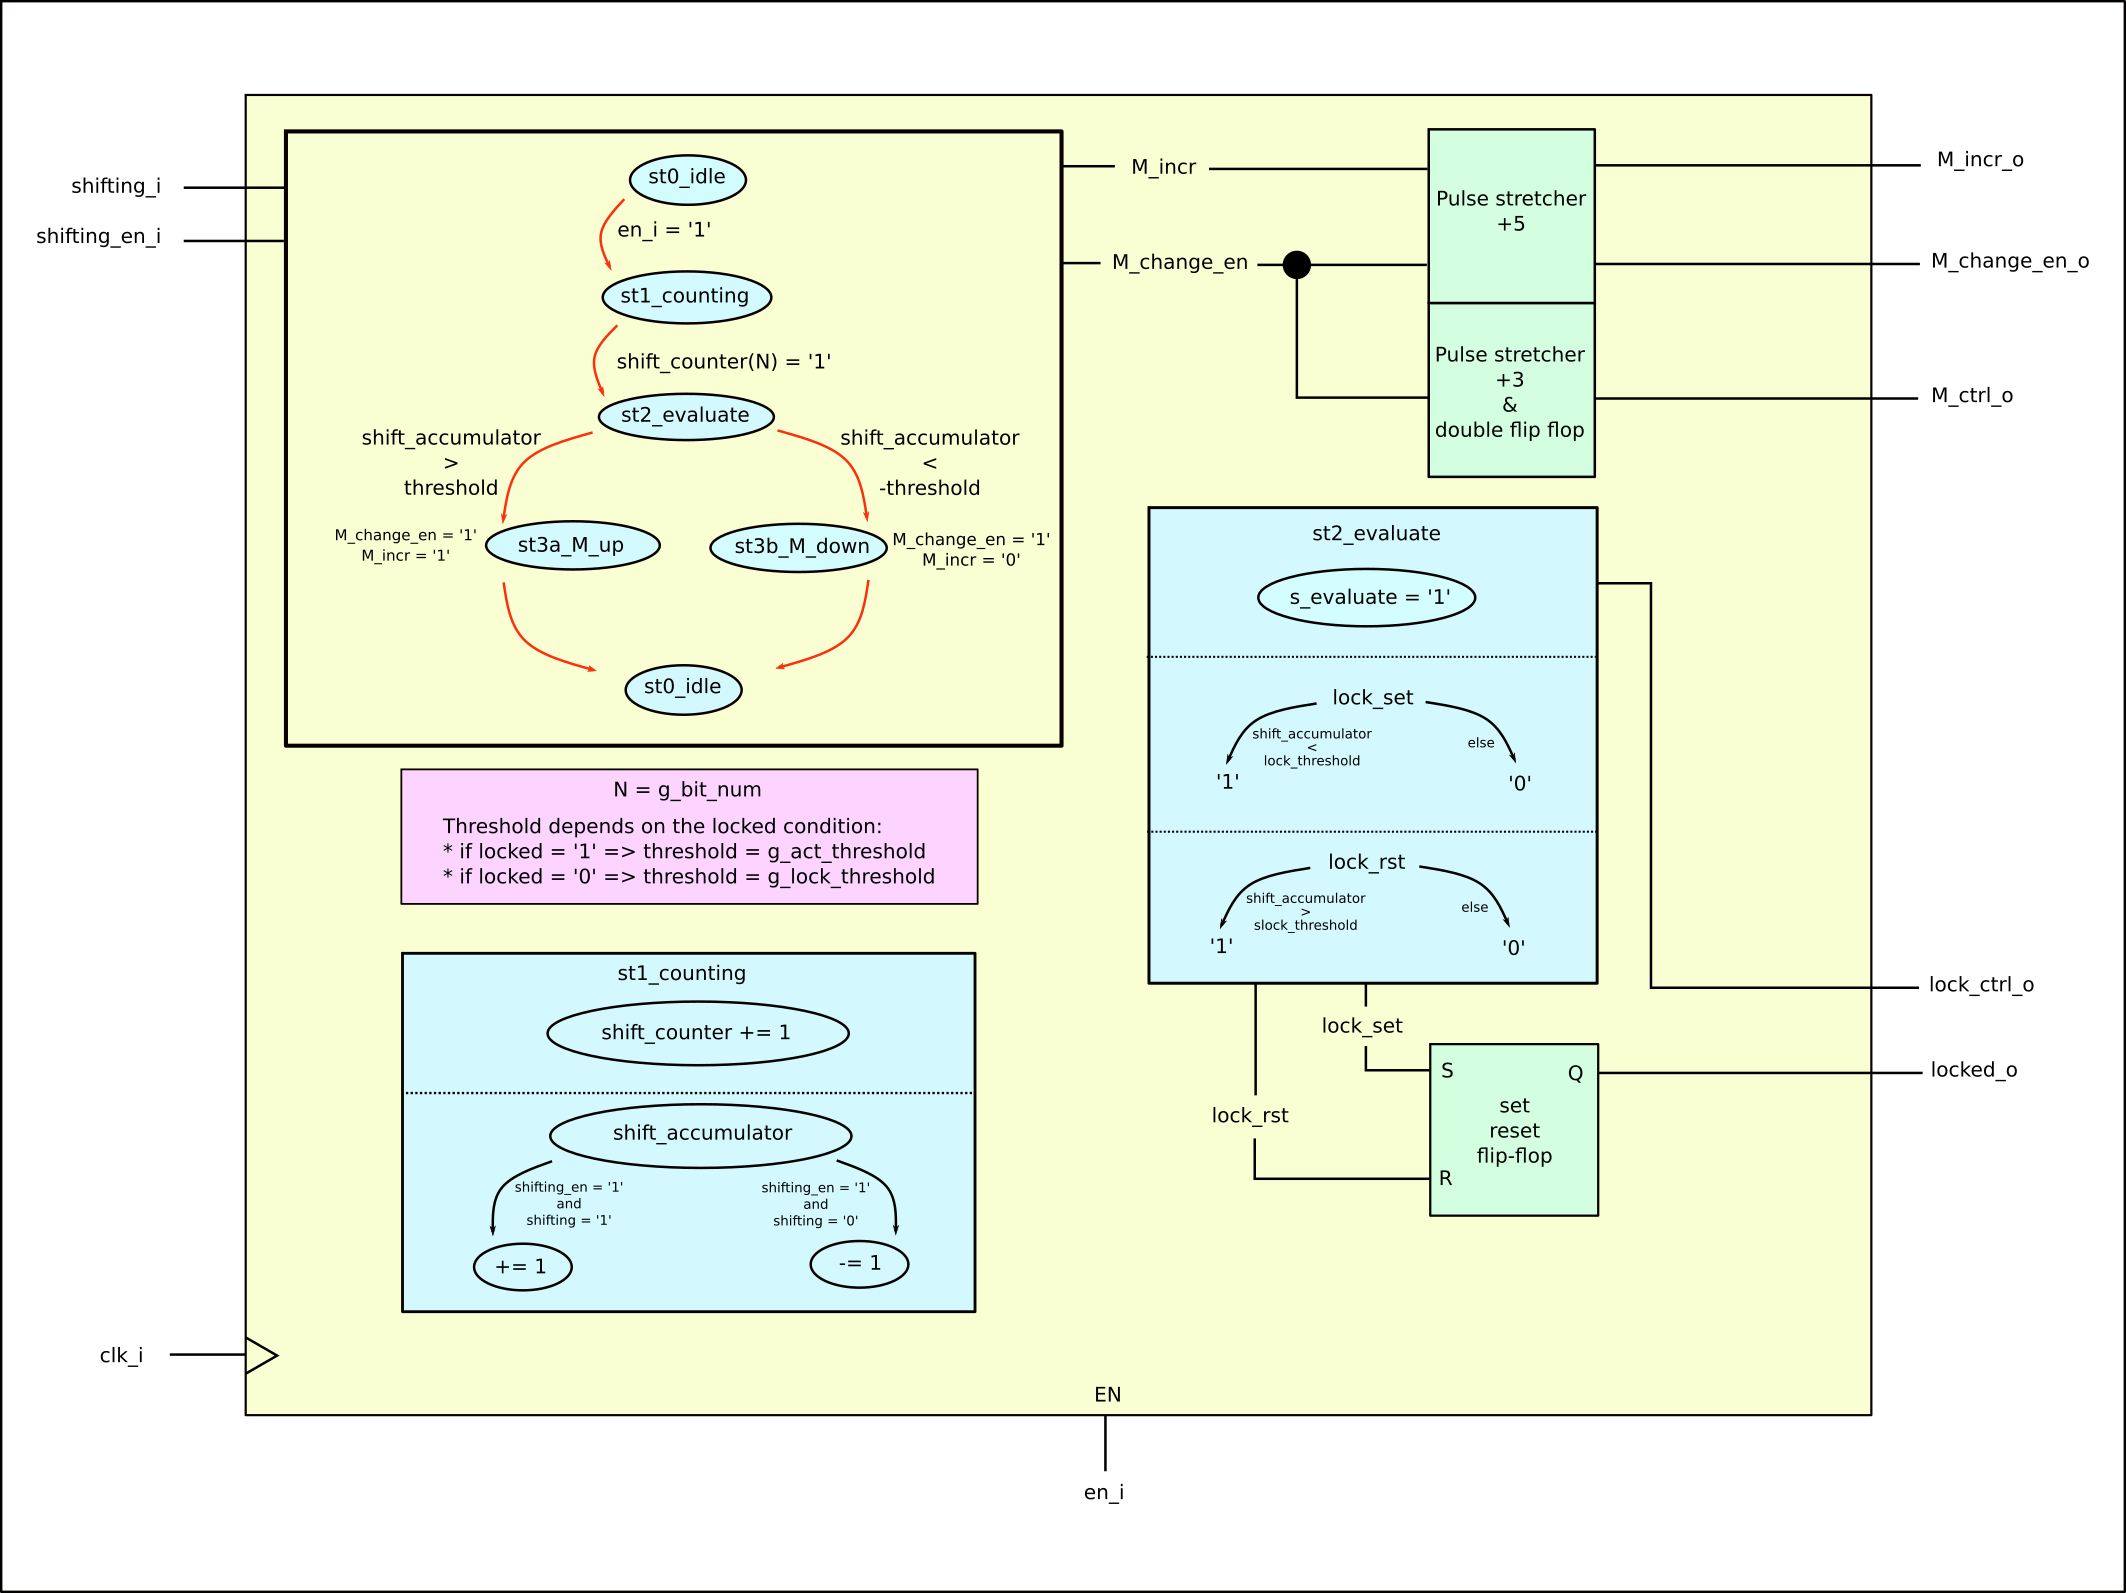 shifting_i
shifting_en_i
st0_idle
en_i = '1'
st1_counting
shift_counter(N) = '1'
st2_evaluate
shift_accumulator
>
threshold
shift_accumulator
<
-threshold
M_change_en = '1'
M_incr = '1'
st3a_M_up
st3b_M_down
M_change_en = '1'
M_incr = '0'
st0_idle
M_incr
M_change_en
Pulse stretcher
+5
Pulse stretcher
+3
&
double flip flop
M_incr_o
M_change_en_o
M_ctrl_o
N = g_bit_num
Threshold depends on the locked condition:
* if locked = '1' => threshold = g_act_threshold
* if locked = '0' => threshold = g_lock_threshold
st2_evaluate
s_evaluate = '1'
lock_set
shift_accumulator
<
lock_threshold
else
'1'
'0'
lock_rst
shift_accumulator
>
slock_threshold
else
'1'
'0'
st1_counting
shift_counter += 1
shift_accumulator
shifting_en = '1'
and
shifting = '1'
shifting_en = '1'
and
shifting = '0'
+= 1
-= 1
lock_set
lock_rst
S
Q
set
reset
flip-flop
R
lock_ctrl_o
locked_o
clk_i
EN
en_i